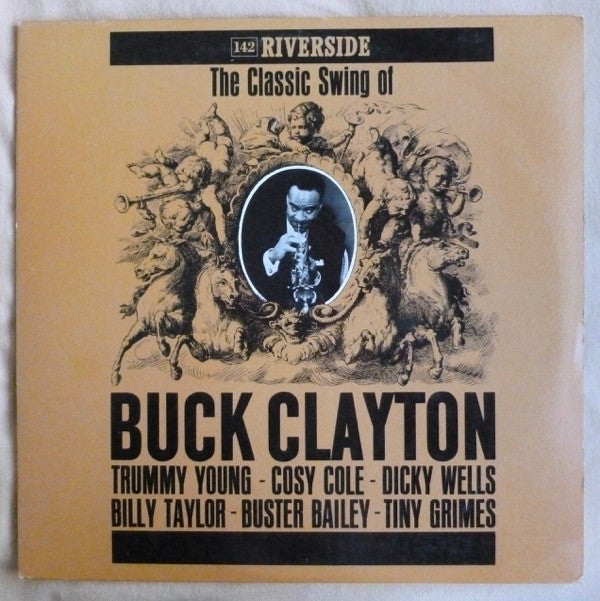 142 RIVERSIDE
The Classic Swing of
BUCK CLAYTON
TRUMMY YOUNG - COSY COLE - DICKY WELLS
BILLY TAYLOR - BUSTER BAILEY - TINY GRIMES